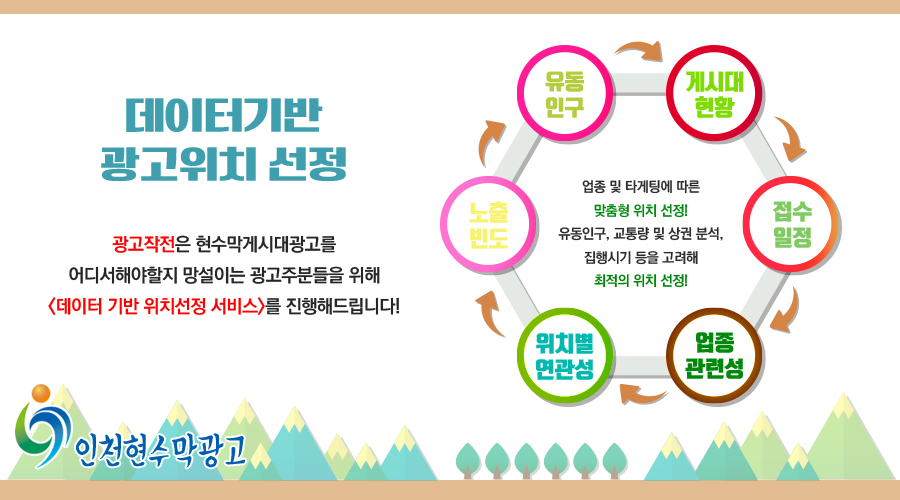 데이터기반
광고위치 선정
광고작전은 현수막게시대광고를
어디서해야할지 망설이는 광고주분들을 위해
<데이터 기반 위치선정 서비스>를 진행해드립니다!
유동
인구
게시대
현황
접수
일정
업종
관련성
위치별
연관성
노출
빈도
업종 및 타게팅에 따른
맞춤형 위치 선정!
유동인구, 교통량 및 상권 분석,
집행시기 등을 고려해
최적의 위치 선정!
인천현수막광고